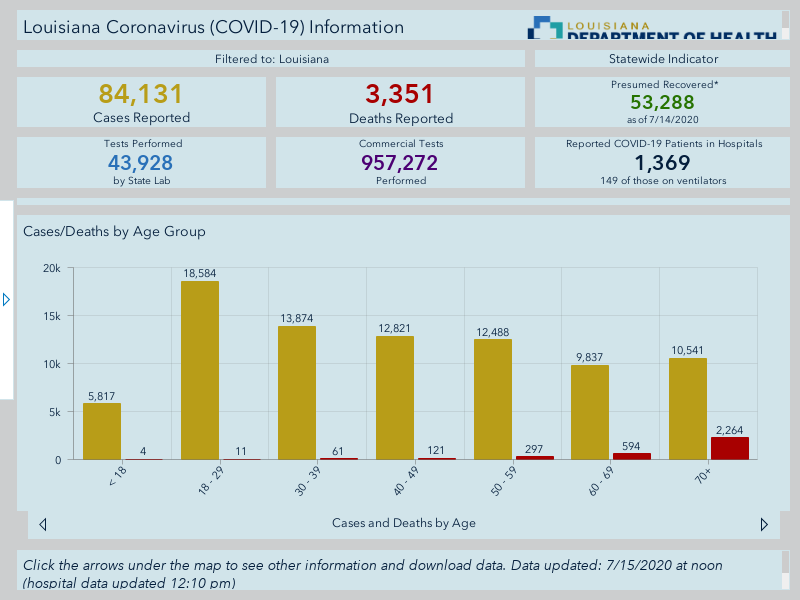 Louisiana Coronavirus (COVID-19) Information
LOUISIANA
DEPARTMENT OF HEALTH
Filtered to: Louisiana
Statewide Indicator
84,131
Cases Reported
3,351
Deaths Reported
Presumed Recovered*
53,288
as of 7/14/2020
Tests Performed
43,928
by State Lab
Commercial Tests
957,272
Performed
Reported COVID-19 Patients in Hospitals
1,369
149 of those on ventilators
Cases/Deaths by Age Group
20k
15k
10k
5k
0
5,817
4
18,584
11
13,874
61
12,821
121
12,488
297
9,837
594
10,541
2,264
< 18
18 - 29
30 - 39
40 - 49
50 - 59
60 - 69
70+
Cases and Deaths by Age
Click the arrows under the map to see other information and download data. Data updated: 7/15/2020 at noon
(hospital data updated 12:10 pm)